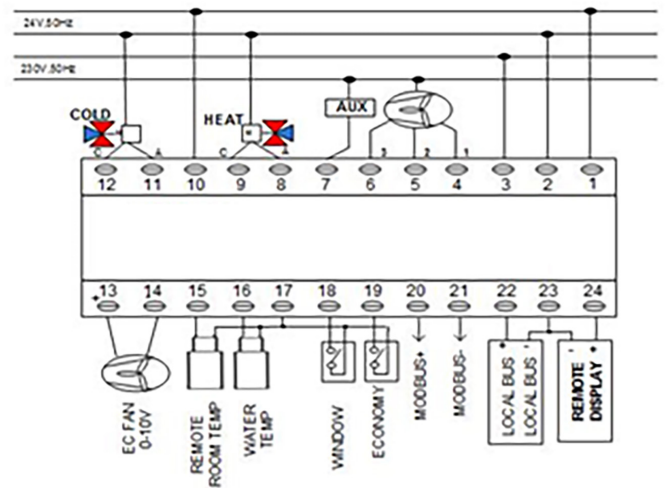 24V,50Hz
230V,50Hz
COLD
HEAT
AUX
C A C A 3 2 1
12 11 10 9 8 7 6 5 4 3 2 1
+13 14 15 16 17 18 19 20 21 22 23 24
+ - - +
EC FAN
0-10V
REMOTE
ROOM TEMP
WATER
TEMP
WINDOW
ECONOMY
MODBUS+
MODBUS-
LOCAL BUS
LOCAL BUS
REMOTE
DISPLAY